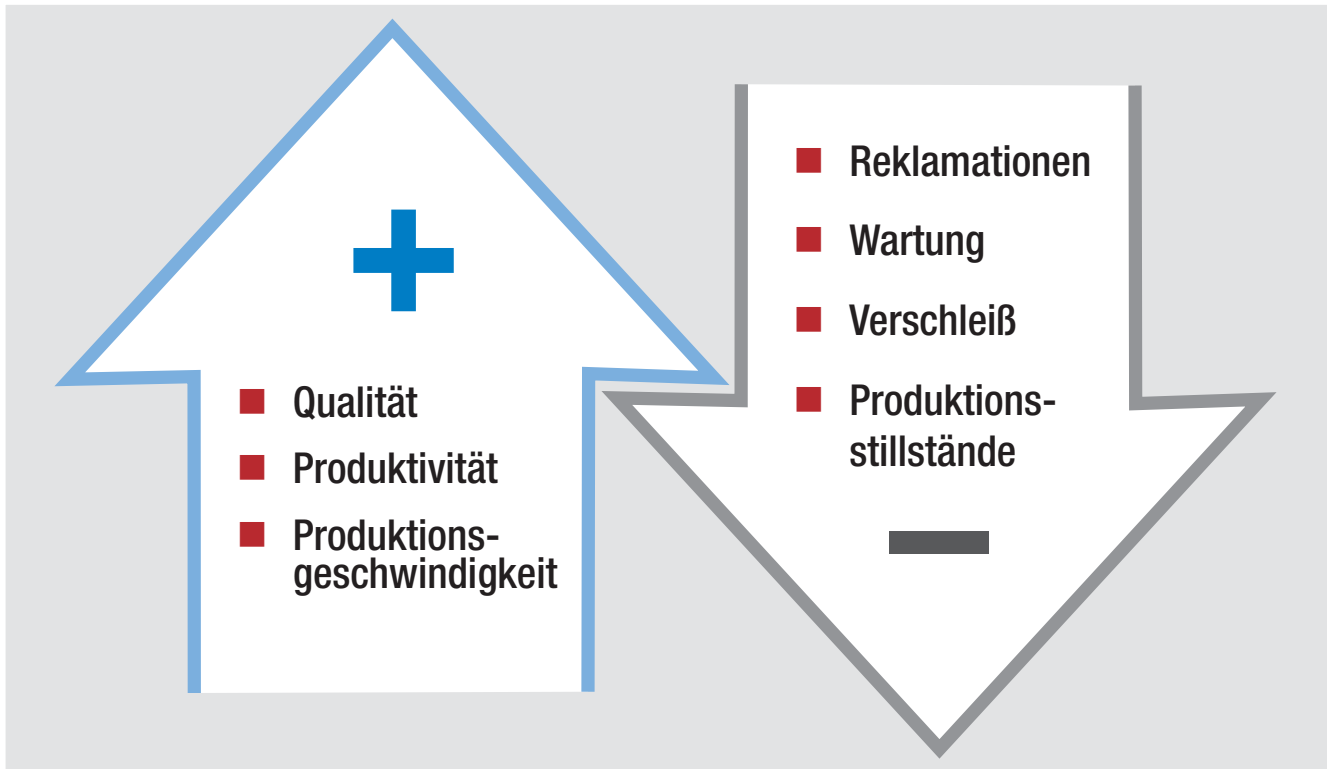 Qualität
Produktivität
Produktions-
geschwindigkeit
Reklamationen
Wartung
Verschleiß
Produktions-
stillstände